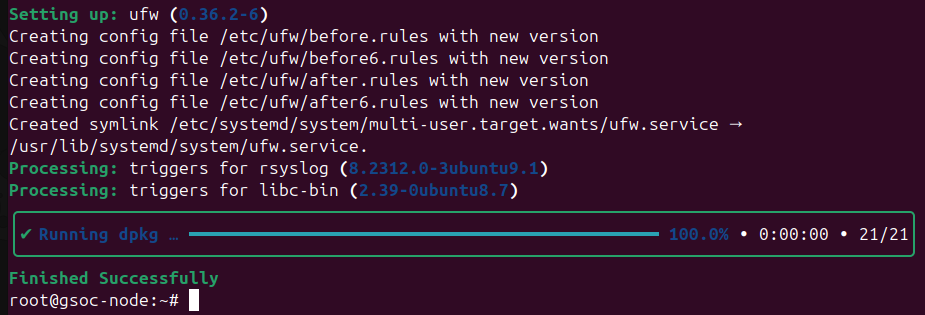 Setting up: ufw (0.36.2-6)
Creating config file /etc/ufw/before.rules with new version
Creating config file /etc/ufw/before6.rules with new version
Creating config file /etc/ufw/after.rules with new version
Creating config file /etc/ufw/after6.rules with new version
Created symlink /etc/systemd/system/multi-user.target.wants/ufw.service →
/usr/lib/systemd/system/ufw.service.
Processing: triggers for rsyslog (8.2312.0-3ubuntu9.1)
Processing: triggers for libc-bin (2.39-0ubuntu8.7)
✔ Running dpkg … 100.0% • 0:00:00 • 21/21
Finished Successfully
root@gsoc-node:~#